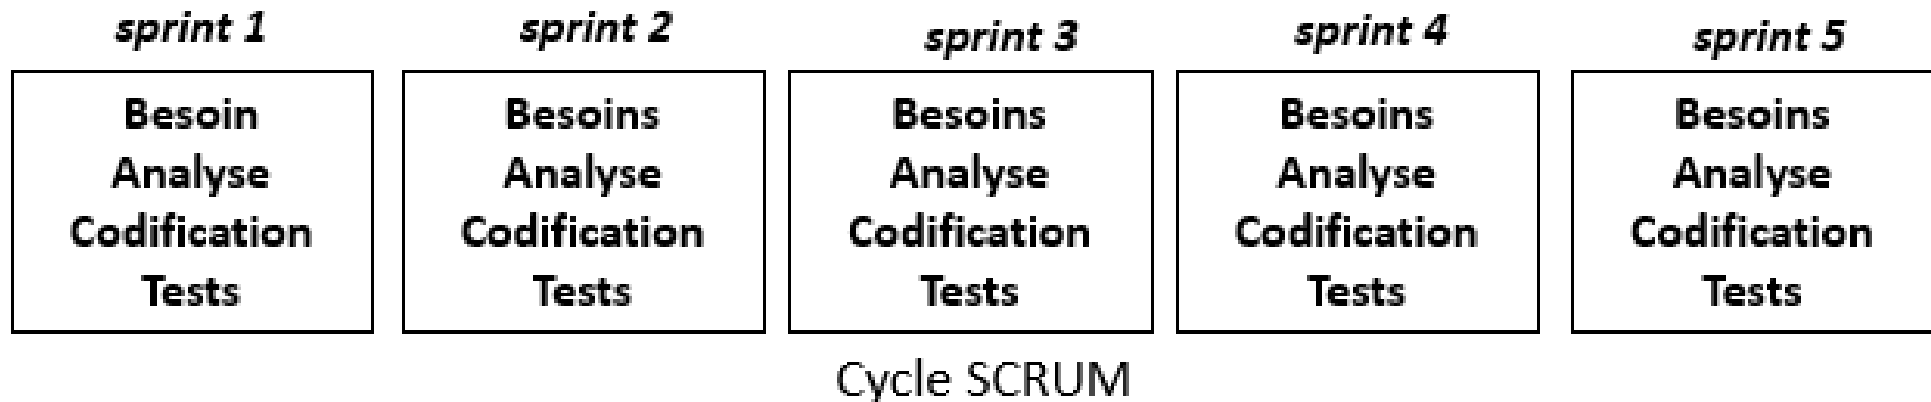 sprint 1
Besoin
Analyse
Codification
Tests
sprint 2
Besoins
Analyse
Codification
Tests
sprint 3
Besoins
Analyse
Codification
Tests
sprint 4
Besoins
Analyse
Codification
Tests
sprint 5
Besoins
Analyse
Codification
Tests
Cycle SCRUM